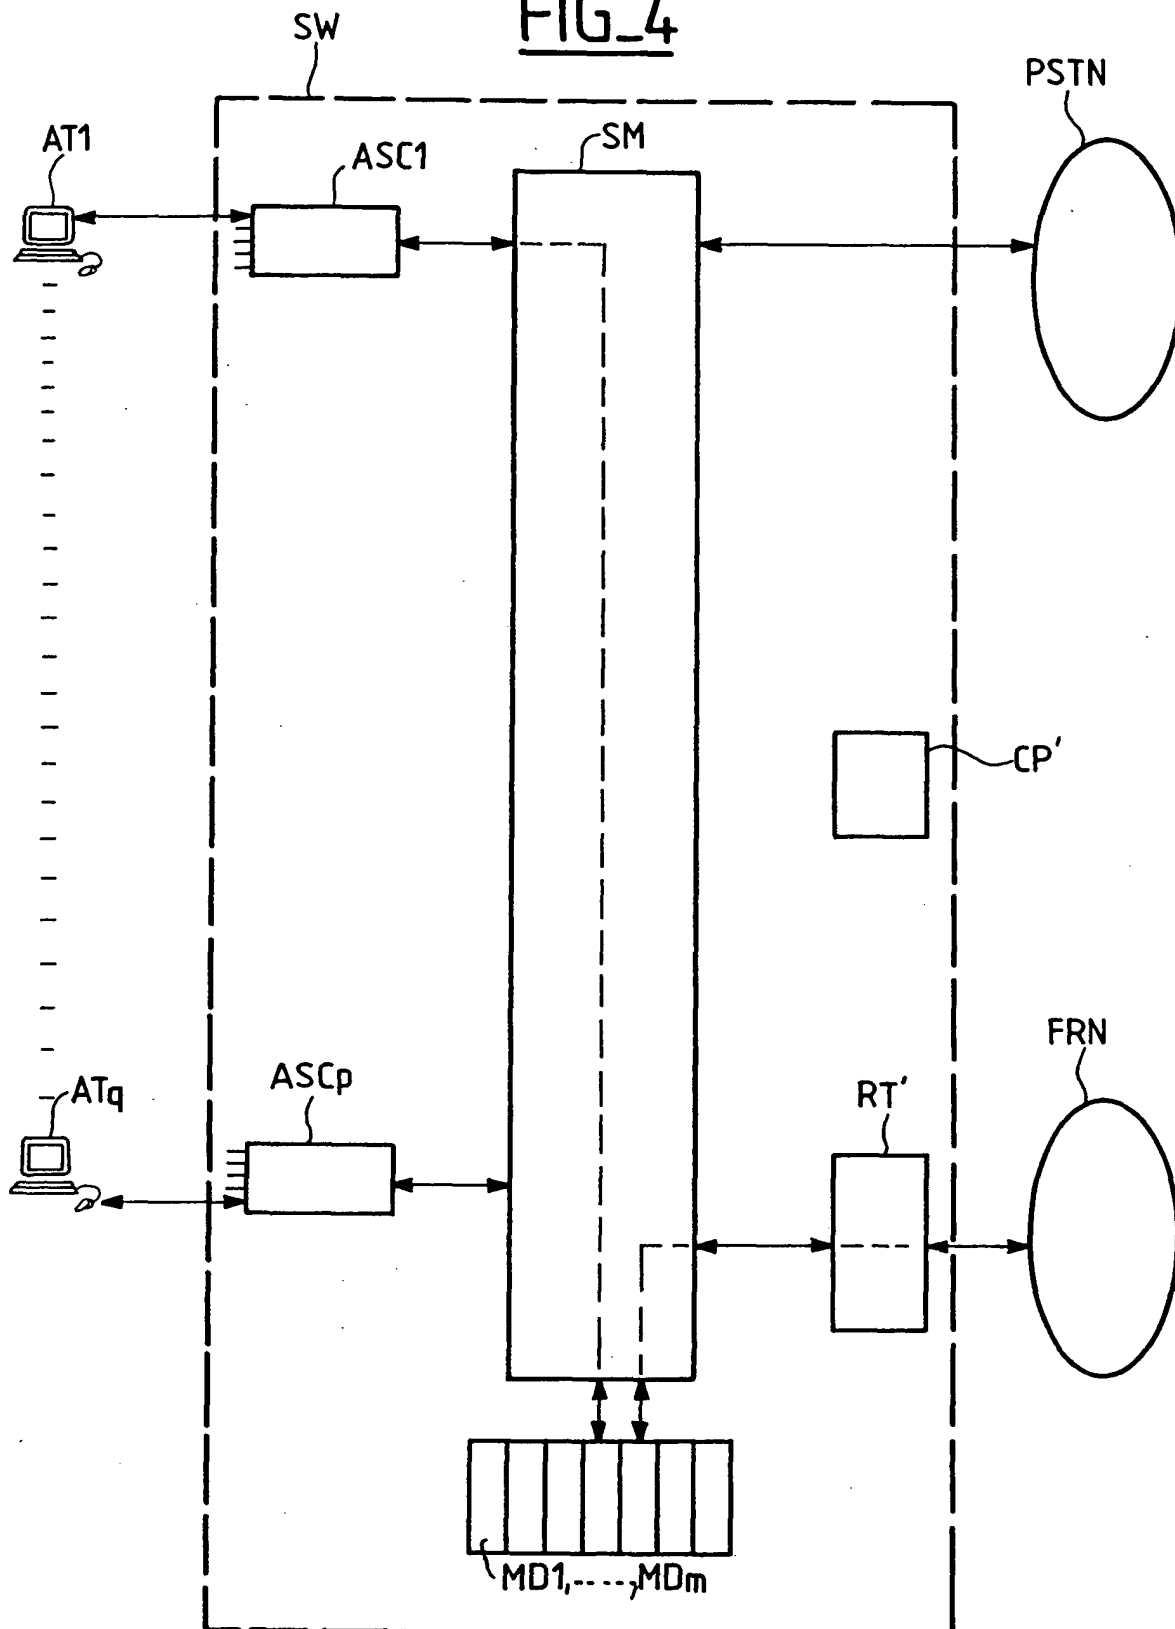 FIG_4
SW
PSTN
AT1
ASC1
SM
CP'
FRN
ATq
ASCp
RT'
MD1,-----,MDm